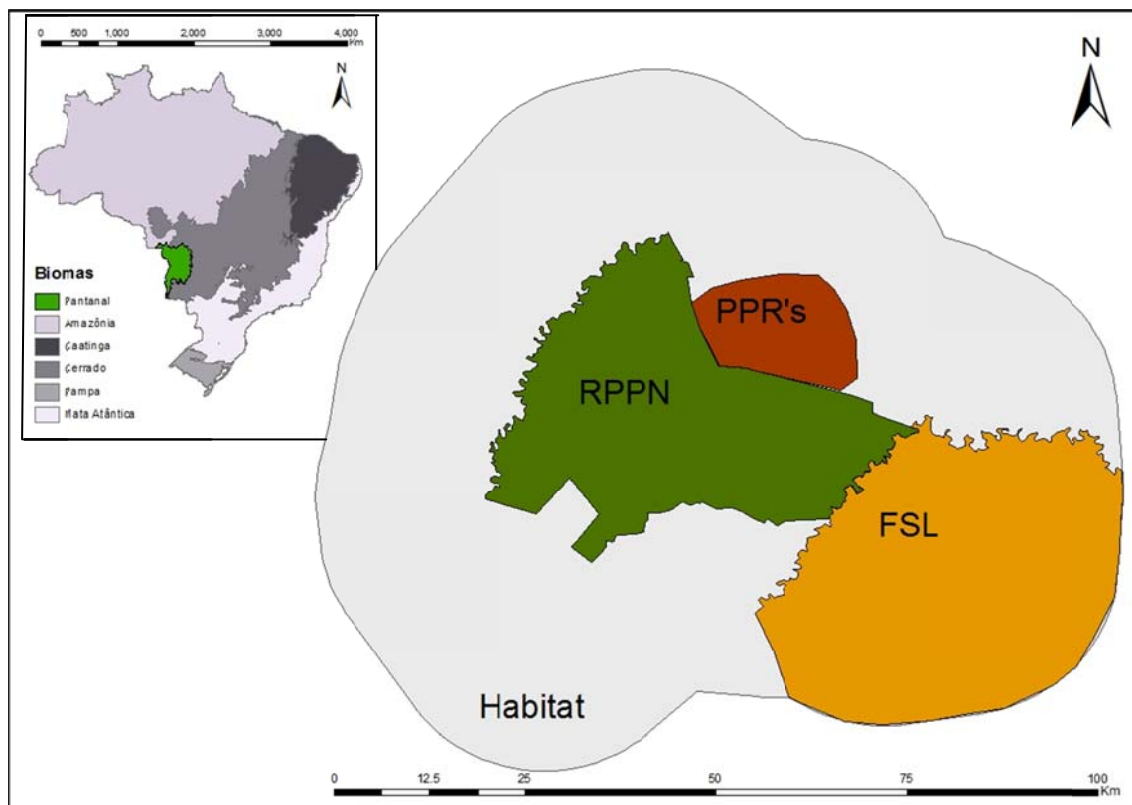 0 500 1,000 2,000 3,000 4,000
Km
N
Biomas
Pantanal
Amazônia
Caatinga
Cerrado
Pampa
Mata Atlântica
N
PPR's
RPPN
FSL
Habitat
0 12.5 25 50 75 100
Km